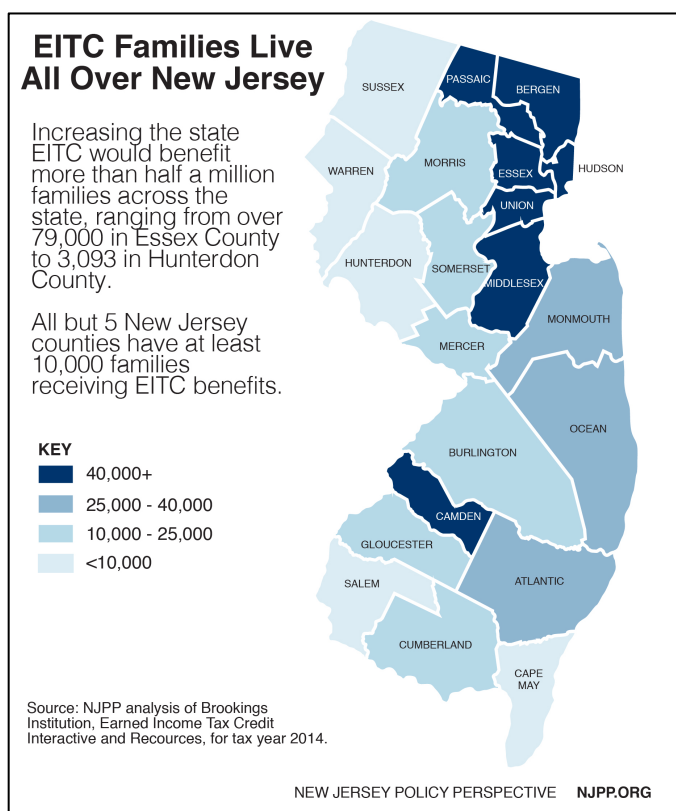 EITC Families Live
All Over New Jersey
Increasing the state
EITC would benefit
more than half a million
families across the
state, ranging from over
79,000 in Essex County
to 3,093 in Hunterdon
County.
All but 5 New Jersey
counties have at least
10,000 families
receiving EITC benefits.
KEY
40,000+
25,000 - 40,000
10,000 - 25,000
<10,000
SUSSEX
PASSAIC
BERGEN
WARREN
MORRIS
ESSEX
HUDSON
UNION
HUNTERDON
SOMERSET
MIDDLESEX
MONMOUTH
MERCER
OCEAN
BURLINGTON
CAMDEN
GLOUCESTER
SALEM
ATLANTIC
CUMBERLAND
CAPE
MAY
Source: NJPP analysis of Brookings
Institution, Earned Income Tax Credit
Interactive and Recources, for tax year 2014.
NEW JERSEY POLICY PERSPECTIVE NJPP.ORG